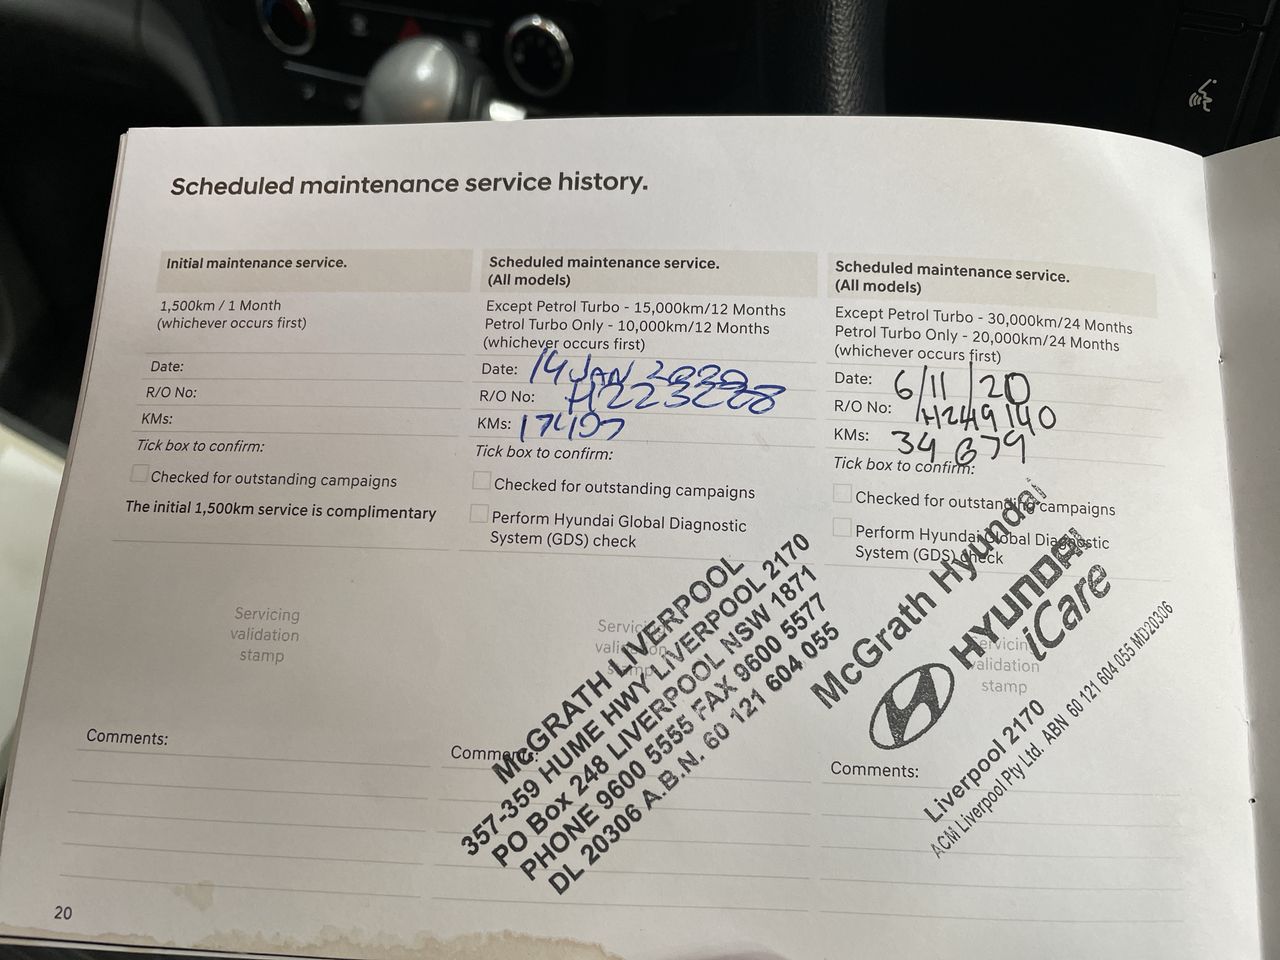 Scheduled maintenance service history.
Initial maintenance service.
1,500km / 1 Month
(whichever occurs first)
Date:
R/O No:
KMs:
Tick box to confirm:
Checked for outstanding campaigns
The initial 1,500km service is complimentary
Servicing
validation
stamp
Comments:
Scheduled maintenance service.
(All models)
Except Petrol Turbo - 15,000km/12 Months
Petrol Turbo Only - 10,000km/12 Months
(whichever occurs first)
Date: 14 JAN 2020
R/O No: H223228
KMs: 17497
Tick box to confirm:
Checked for outstanding campaigns
Perform Hyundai Global Diagnostic
System (GDS) check
Servicing
validation
stamp
McGRATH LIVERPOOL
357-359 HUME HWY LIVERPOOL 2170
PO Box 248 LIVERPOOL NSW 1871
PHONE 9600 5555 FAX 9600 5577
DL 20306 A.B.N. 60 121 604 055
Comments:
Scheduled maintenance service.
(All models)
Except Petrol Turbo - 30,000km/24 Months
Petrol Turbo Only - 20,000km/24 Months
(whichever occurs first)
Date: 6/11/20
R/O No: H249140
KMs: 34 679
Tick box to confirm:
Checked for outstanding campaigns
Perform Hyundai Global Diagnostic
System (GDS) check
Servicing
validation
stamp
McGrath Hyundai
HYUNDAI
iCare
Liverpool 2170
ACM Liverpool Pty Ltd. ABN 60 121 604 055 MD20306
Comments:
20